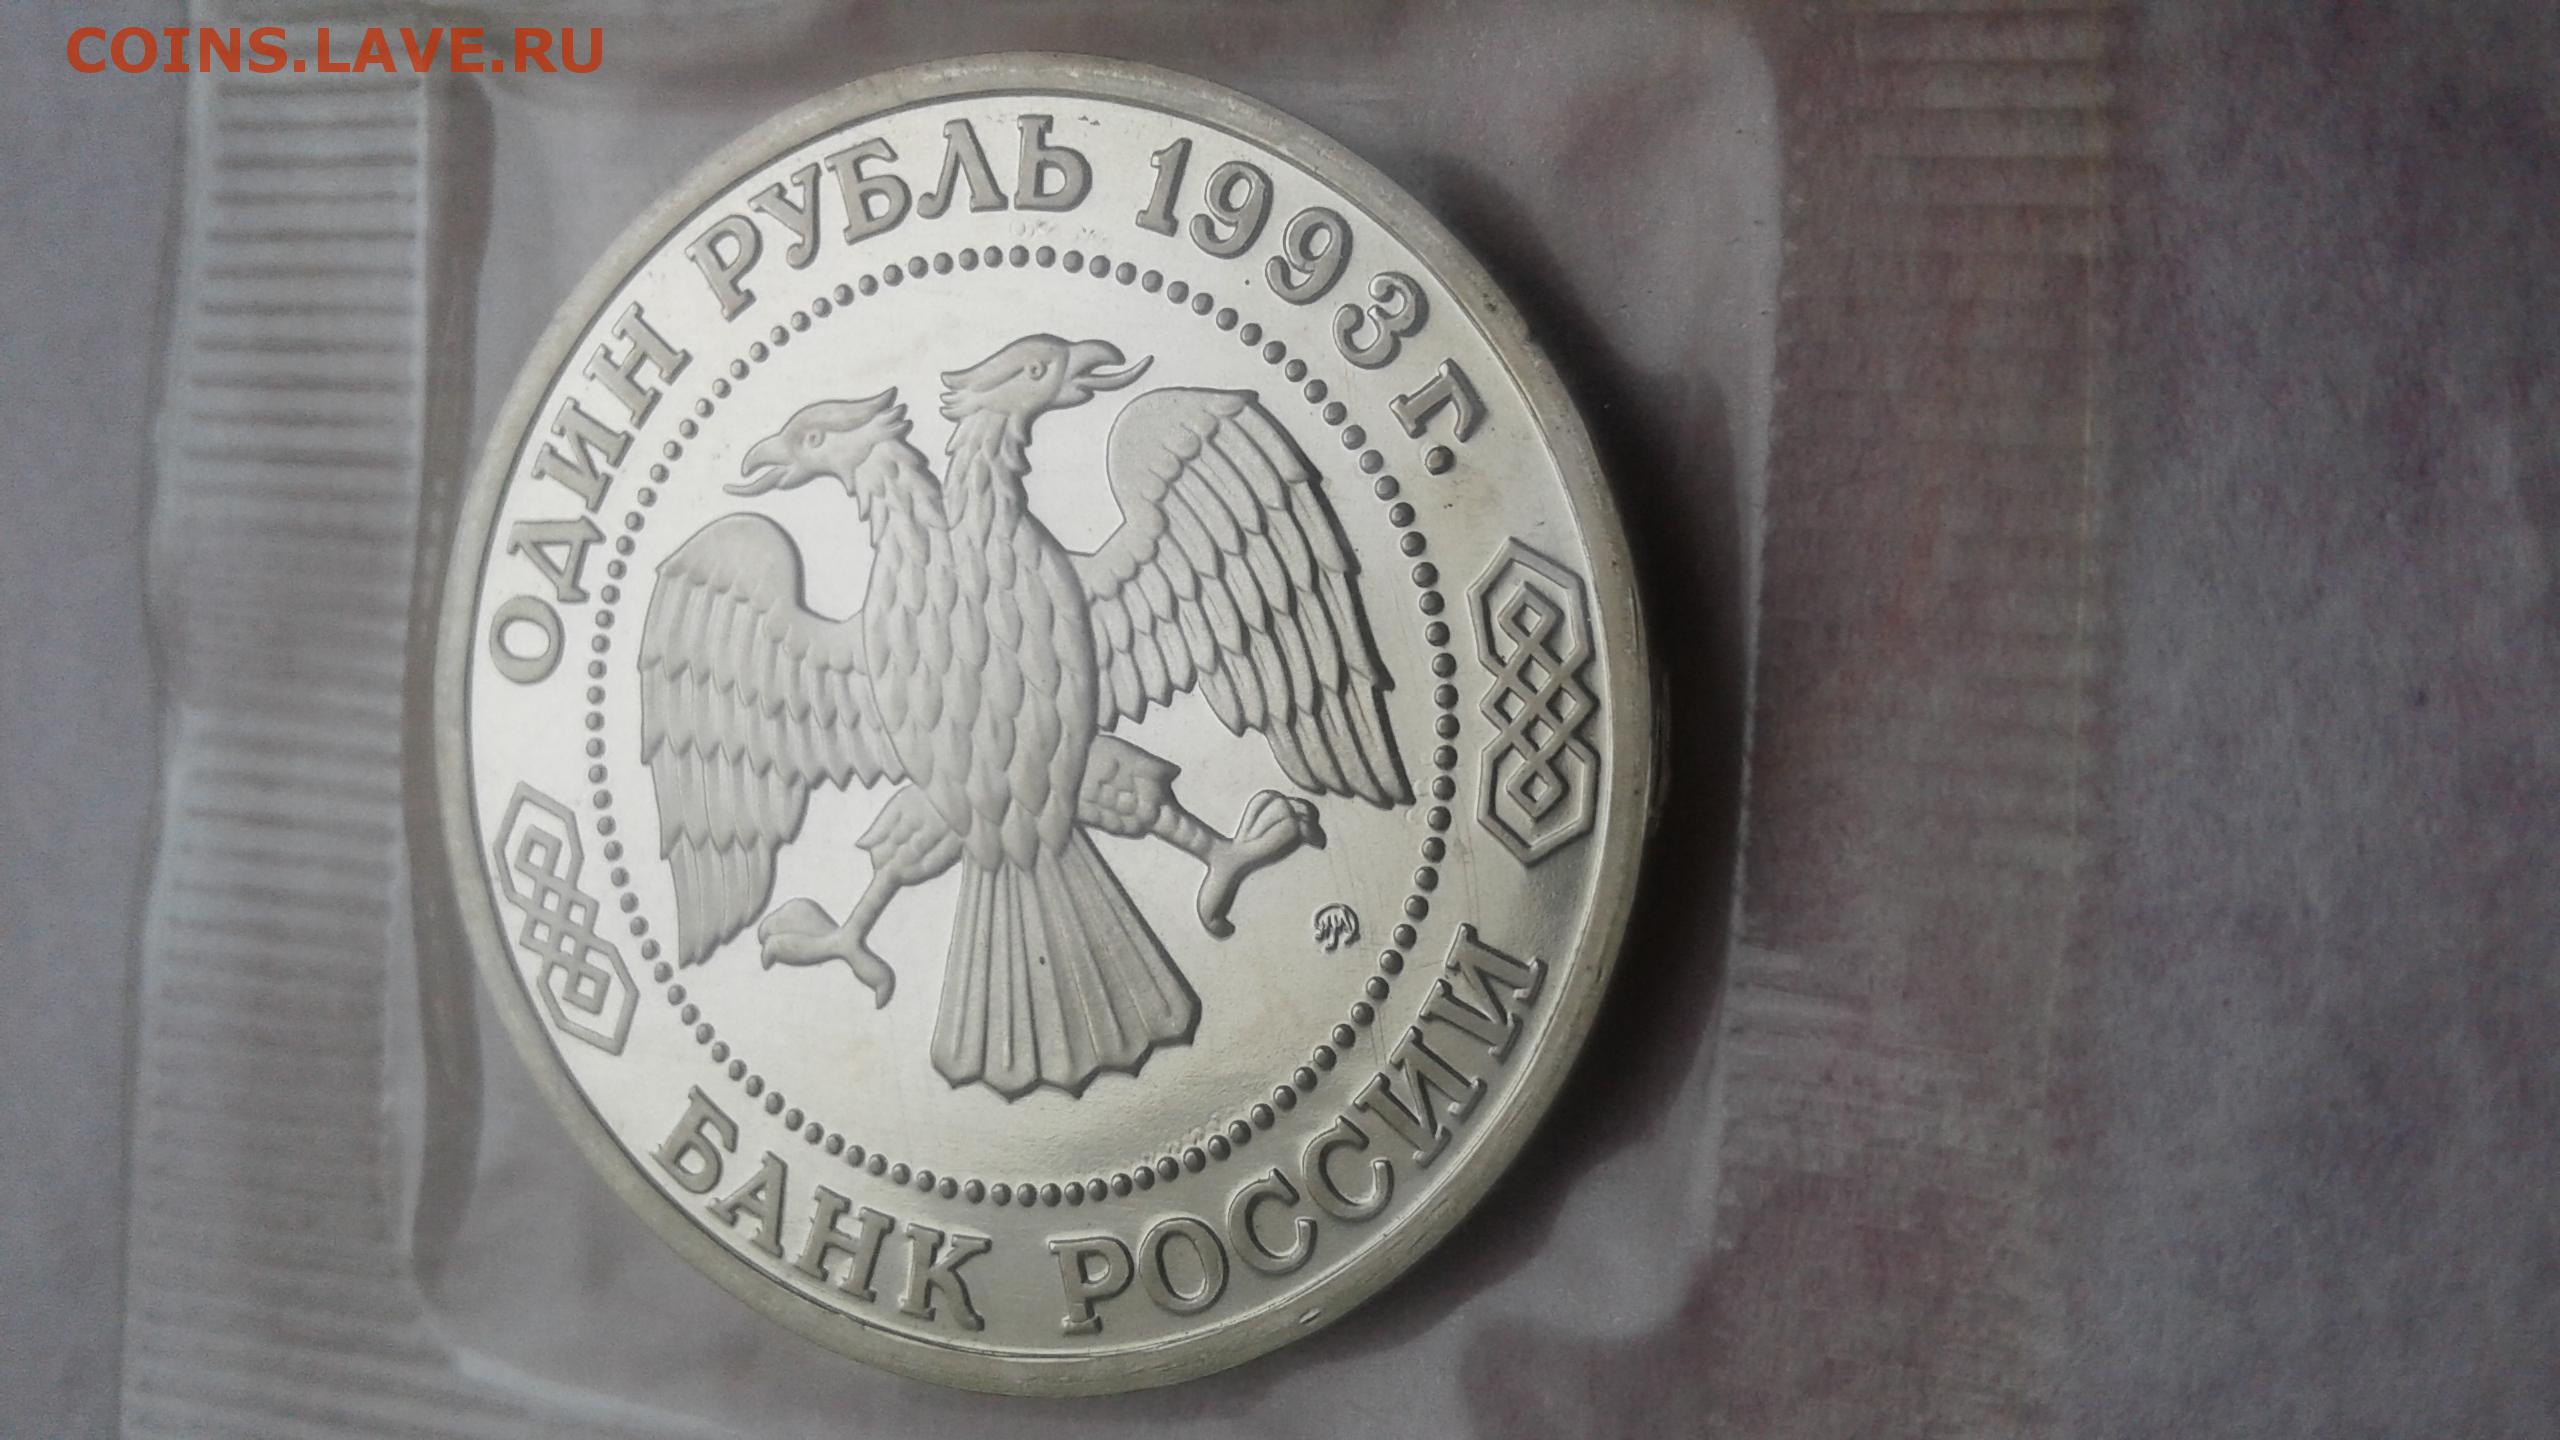 COINS.LAVE.RU
ОДИН РУБЛЬ 1993 г.
БАНК РОССИИ